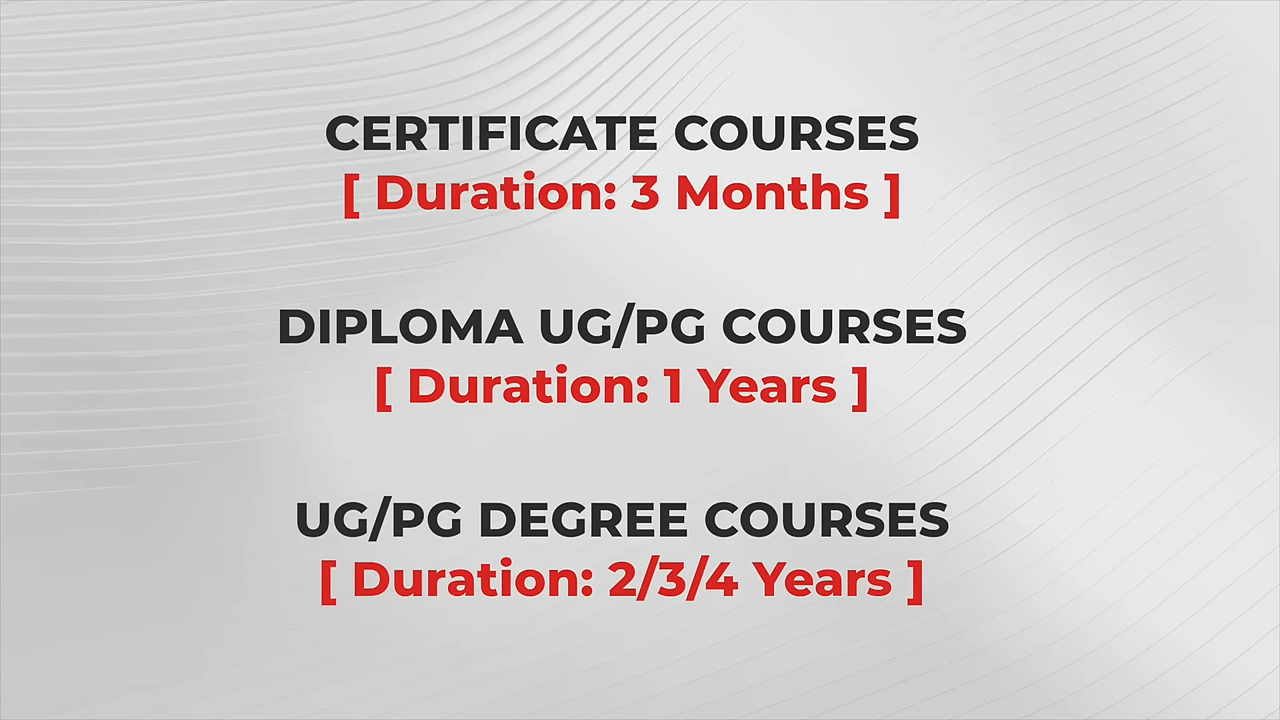 CERTIFICATE COURSES
[ Duration: 3 Months ]
DIPLOMA UG/PG COURSES
[ Duration: 1 Years ]
UG/PG DEGREE COURSES
[ Duration: 2/3/4 Years ]